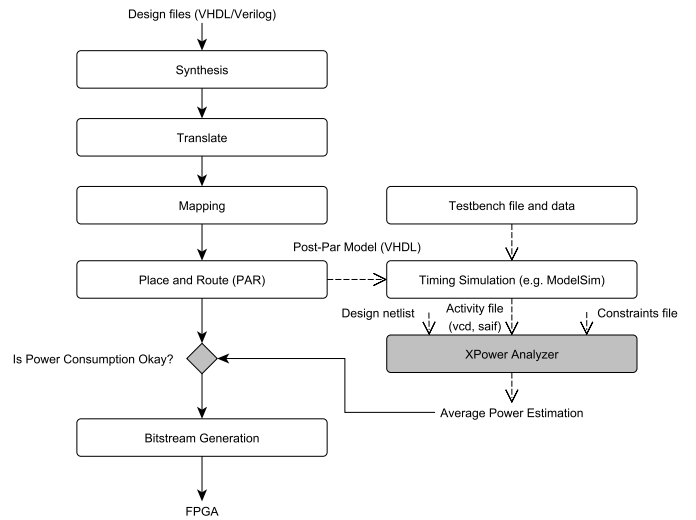 Design files (VHDL/Verilog)
Synthesis
Translate
Mapping
Testbench file and data
Post-Par Model (VHDL)
Place and Route (PAR)
Timing Simulation (e.g. ModelSim)
Design netlist
Activity file
(vcd, saif)
Constraints file
Is Power Consumption Okay?
XPower Analyzer
Average Power Estimation
Bitstream Generation
FPGA